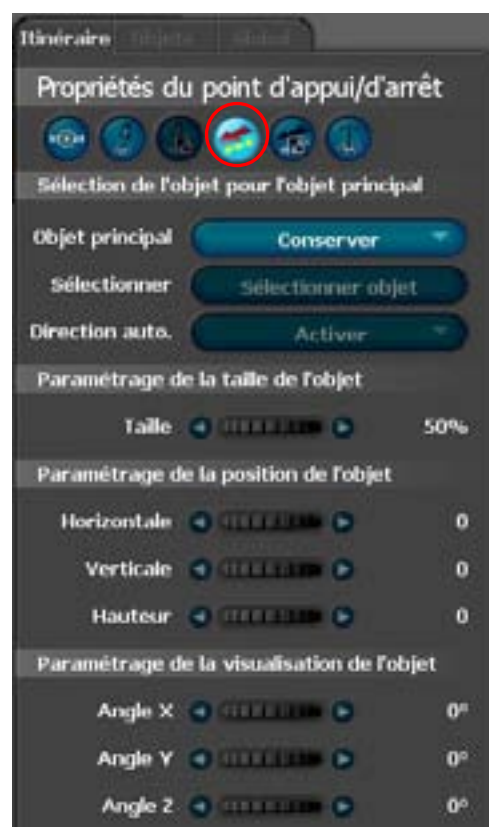 Itinéraire Objets Global
Propriétés du point d'appui/d'arrêt
Sélection de l'objet pour l'objet principal
Objet principal Conserver
Sélectionner Sélectionner objet
Direction auto. Activer
Paramétrage de la taille de l'objet
Taille 50%
Paramétrage de la position de l'objet
Horizontale 0
Verticale 0
Hauteur 0
Paramétrage de la visualisation de l'objet
Angle X 0°
Angle Y 0°
Angle Z 0°